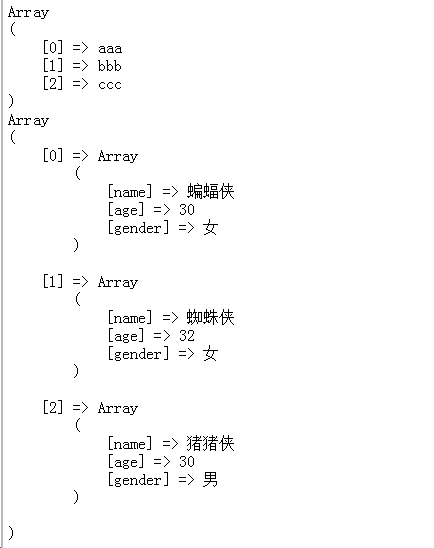 Array
(
    [0] => aaa
    [1] => bbb
    [2] => ccc
)
Array
(
    [0] => Array
        (
            [name] => 蝙蝠侠
            [age] => 30
            [gender] => 女
        )

    [1] => Array
        (
            [name] => 蜘蛛侠
            [age] => 32
            [gender] => 女
        )

    [2] => Array
        (
            [name] => 猪猪侠
            [age] => 30
            [gender] => 男
        )

)